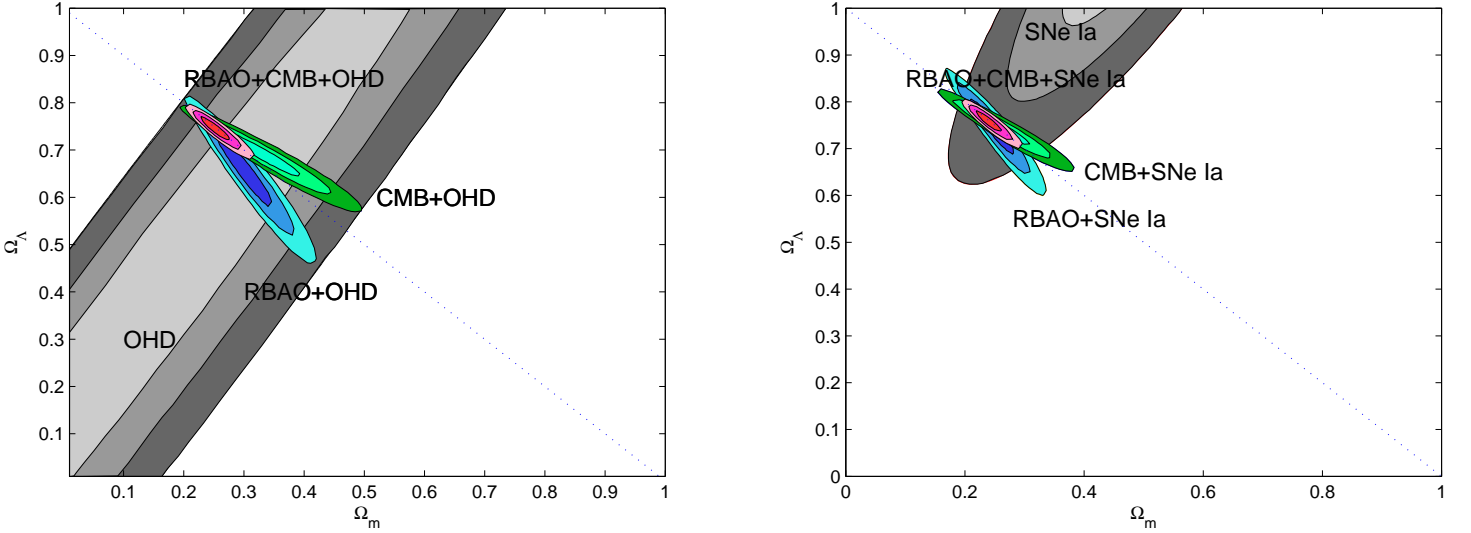 1
0.9
0.8
0.7
0.6
0.5
0.4
0.3
0.2
0.1
Ω_Λ
RBAO+CMB+OHD
CMB+OHD
RBAO+OHD
OHD
0.1 0.2 0.3 0.4 0.5 0.6 0.7 0.8 0.9 1
Ω_m
1
0.9
0.8
0.7
0.6
0.5
0.4
0.3
0.2
0.1
0
Ω_Λ
SNe Ia
RBAO+CMB+SNe Ia
CMB+SNe Ia
RBAO+SNe Ia
0 0.2 0.4 0.6 0.8 1
Ω_m